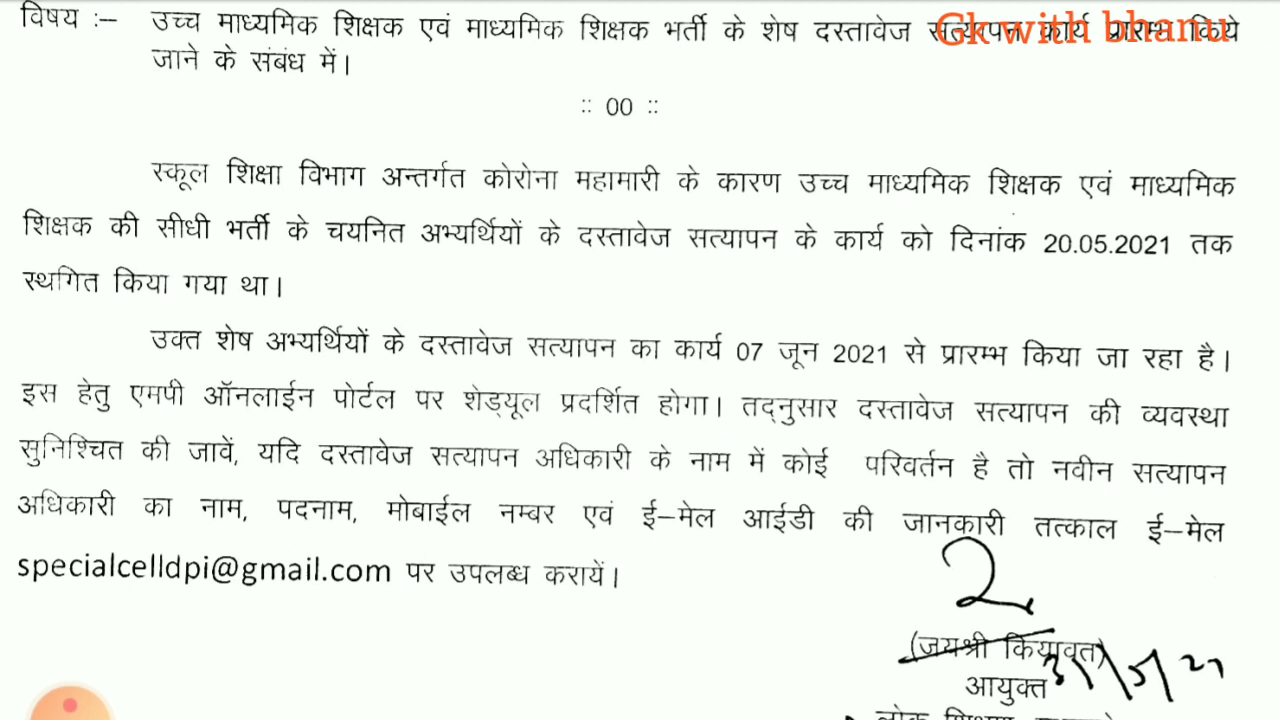 विषय :– उच्च माध्यमिक शिक्षक एवं माध्यमिक शिक्षक भर्ती के शेष दस्तावेज सत्यापन कार्य प्रारम्भ किये
Gk with bhanu
जाने के संबंध में।
:: 00 ::
स्कूल शिक्षा विभाग अन्तर्गत कोरोना महामारी के कारण उच्च माध्यमिक शिक्षक एवं माध्यमिक
शिक्षक की सीधी भर्ती के चयनित अभ्यर्थियों के दस्तावेज सत्यापन के कार्य को दिनांक 20.05.2021 तक
स्थगित किया गया था।
उक्त शेष अभ्यर्थियों के दस्तावेज सत्यापन का कार्य 07 जून 2021 से प्रारम्भ किया जा रहा है।
इस हेतु एमपी ऑनलाईन पोर्टल पर शेड्यूल प्रदर्शित होगा। तद्नुसार दस्तावेज सत्यापन की व्यवस्था
सुनिश्चित की जावें, यदि दस्तावेज सत्यापन अधिकारी के नाम में कोई परिवर्तन है तो नवीन सत्यापन
अधिकारी का नाम, पदनाम, मोबाईल नम्बर एवं ई–मेल आईडी की जानकारी तत्काल ई–मेल
specialcelldpi@gmail.com पर उपलब्ध करायें।
(जयश्री कियावत)
आयुक्त